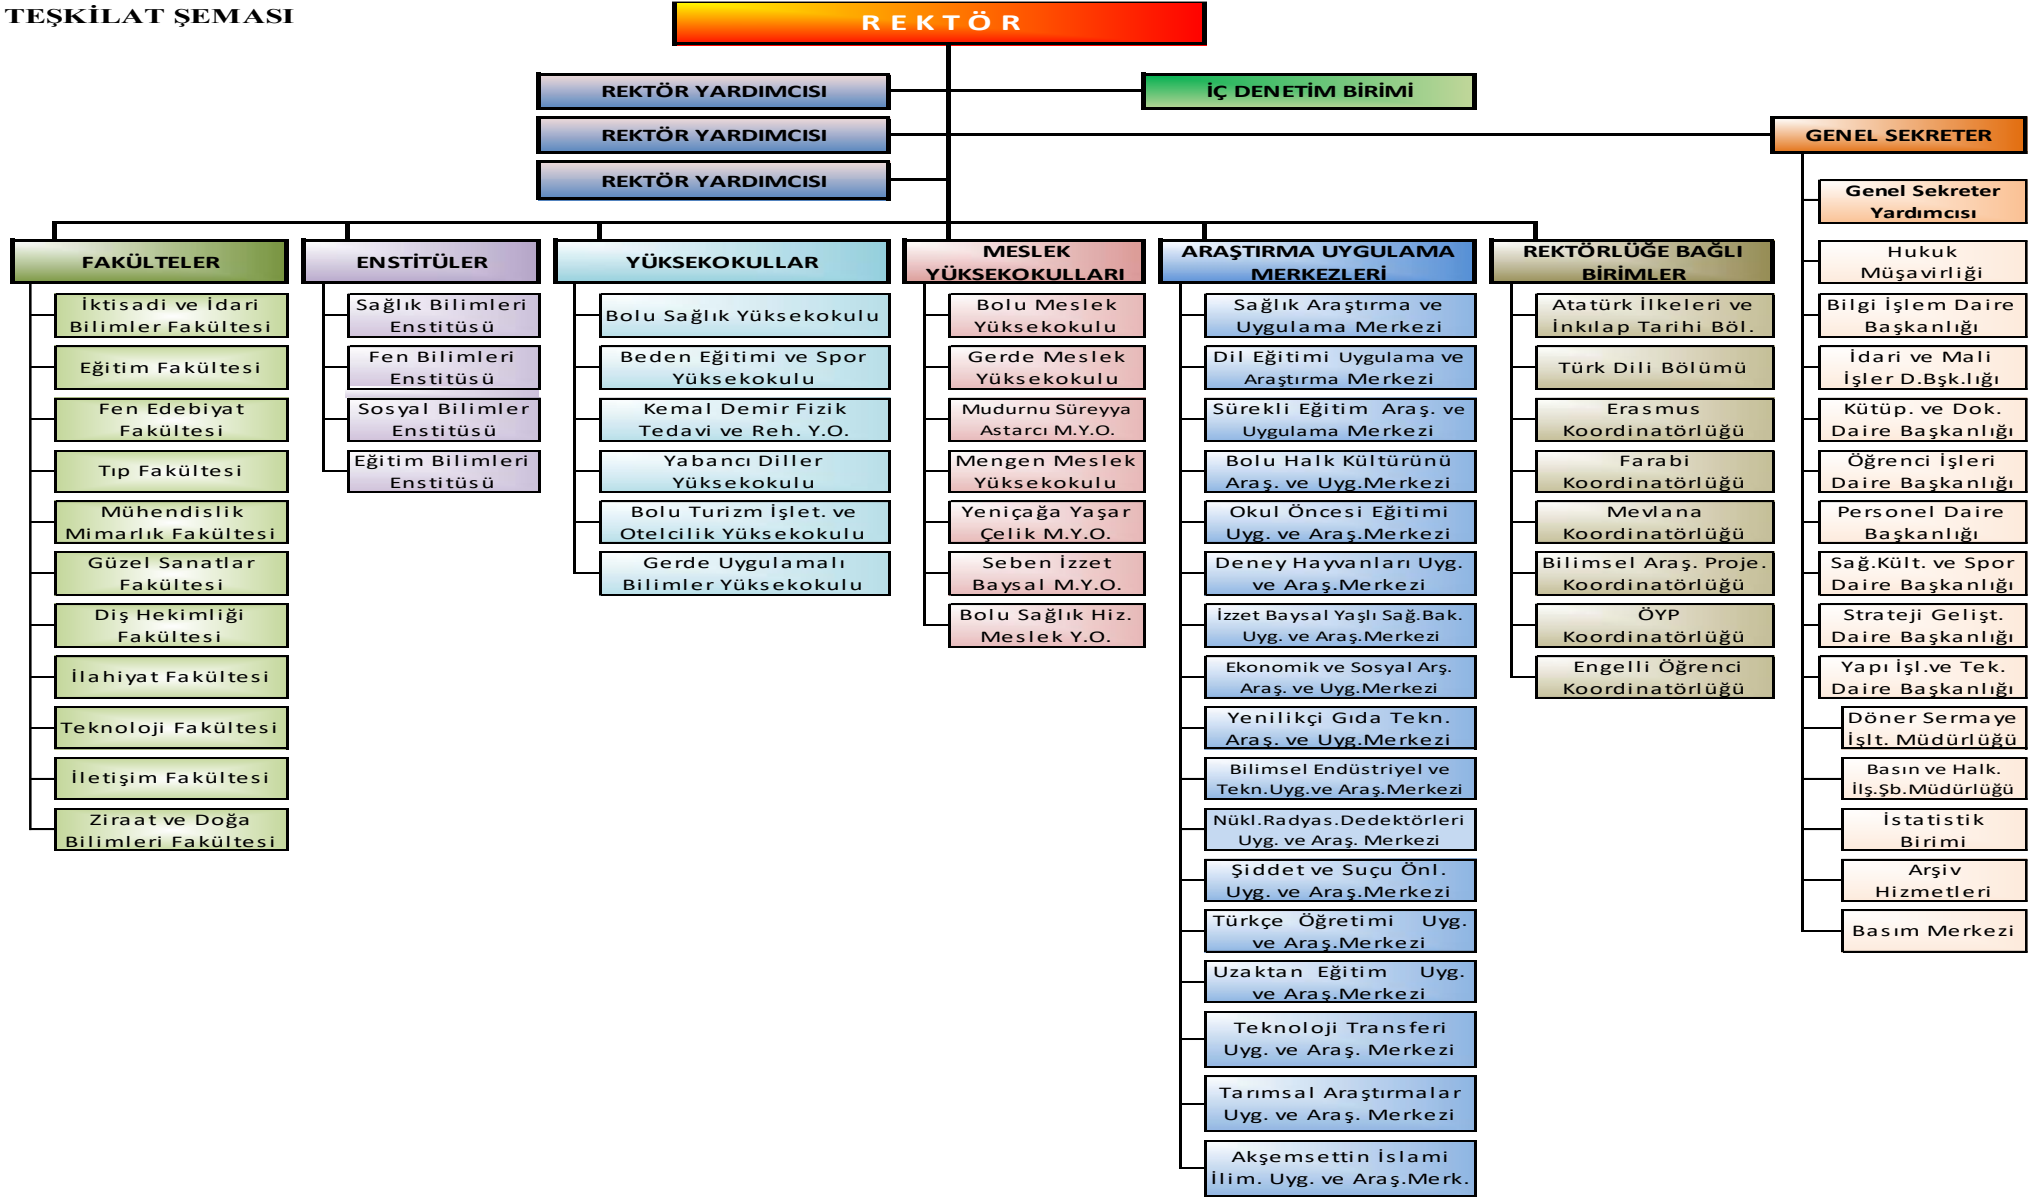 TEŞKİLAT ŞEMASI
R E K T Ö R
REKTÖR YARDIMCISI
İÇ DENETİM BİRİMİ
REKTÖR YARDIMCISI
GENEL SEKRETER
REKTÖR YARDIMCISI
FAKÜLTELER
İktisadi ve İdari
Bilimler Fakültesi
Eğitim Fakültesi
Fen Edebiyat
Fakültesi
Tıp Fakültesi
Mühendislik
Mimarlık Fakültesi
Güzel Sanatlar
Fakültesi
Diş Hekimliği
Fakültesi
İlahiyat Fakültesi
Teknoloji Fakültesi
İletişim Fakültesi
Ziraat ve Doğa
Bilimleri Fakültesi
ENSTİTÜLER
Sağlık Bilimleri
Enstitüsü
Fen Bilimleri
Enstitüsü
Sosyal Bilimler
Enstitüsü
Eğitim Bilimleri
Enstitüsü
YÜKSEKOKULLAR
Bolu Sağlık Yüksekokulu
Beden Eğitimi ve Spor
Yüksekokulu
Kemal Demir Fizik
Tedavi ve Reh. Y.O.
Yabancı Diller
Yüksekokulu
Bolu Turizm İşlet. ve
Otelcilik Yüksekokulu
Gerde Uygulamalı
Bilimler Yüksekokulu
MESLEK
YÜKSEKOKULLARI
Bolu Meslek
Yüksekokulu
Gerde Meslek
Yüksekokulu
Mudurnu Süreyya
Astarcı M.Y.O.
Mengen Meslek
Yüksekokulu
Yeniçağa Yaşar
Çelik M.Y.O.
Seben İzzet
Baysal M.Y.O.
Bolu Sağlık Hiz.
Meslek Y.O.
ARAŞTIRMA UYGULAMA
MERKEZLERİ
Sağlık Araştırma ve
Uygulama Merkezi
Dil Eğitimi Uygulama ve
Araştırma Merkezi
Sürekli Eğitim Araş. ve
Uygulama Merkezi
Bolu Halk Kültürünü
Araş. ve Uyg.Merkezi
Okul Öncesi Eğitimi
Uyg. ve Araş.Merkezi
Deney Hayvanları Uyg.
ve Araş.Merkezi
İzzet Baysal Yaşlı Sağ.Bak.
Uyg. ve Araş.Merkezi
Ekonomik ve Sosyal Arş.
Araş. ve Uyg.Merkezi
Yenilikçi Gıda Tekn.
Araş. ve Uyg.Merkezi
Bilimsel Endüstriyel ve
Tekn.Uyg.ve Araş.Merkezi
Nükl.Radyas.Dedektörleri
Uyg. ve Araş. Merkezi
Şiddet ve Suçu Önl.
Uyg. ve Araş.Merkezi
Türkçe Öğretimi Uyg.
ve Araş.Merkezi
Uzaktan Eğitim Uyg.
ve Araş.Merkezi
Teknoloji Transferi
Uyg. ve Araş. Merkezi
Tarımsal Araştırmalar
Uyg. ve Araş. Merkezi
Akşemsettin İslami
İlim. Uyg. ve Araş.Merk.
REKTÖRLÜĞE BAĞLI
BİRİMLER
Atatürk İlkeleri ve
İnkılap Tarihi Böl.
Türk Dili Bölümü
Erasmus
Koordinatörlüğü
Farabi
Koordinatörlüğü
Mevlana
Koordinatörlüğü
Bilimsel Araş. Proje.
Koordinatörlüğü
ÖYP
Koordinatörlüğü
Engelli Öğrenci
Koordinatörlüğü
Genel Sekreter
Yardımcısı
Hukuk
Müşavirliği
Bilgi İşlem Daire
Başkanlığı
İdari ve Mali
İşler D.Bşk.lığı
Kütüp. ve Dok.
Daire Başkanlığı
Öğrenci İşleri
Daire Başkanlığı
Personel Daire
Başkanlığı
Sağ.Kült. ve Spor
Daire Başkanlığı
Strateji Gelişt.
Daire Başkanlığı
Yapı İşl.ve Tek.
Daire Başkanlığı
Döner Sermaye
İşlt. Müdürlüğü
Basın ve Halk.
İlş.Şb.Müdürlüğü
İstatistik
Birimi
Arşiv
Hizmetleri
Basım Merkezi